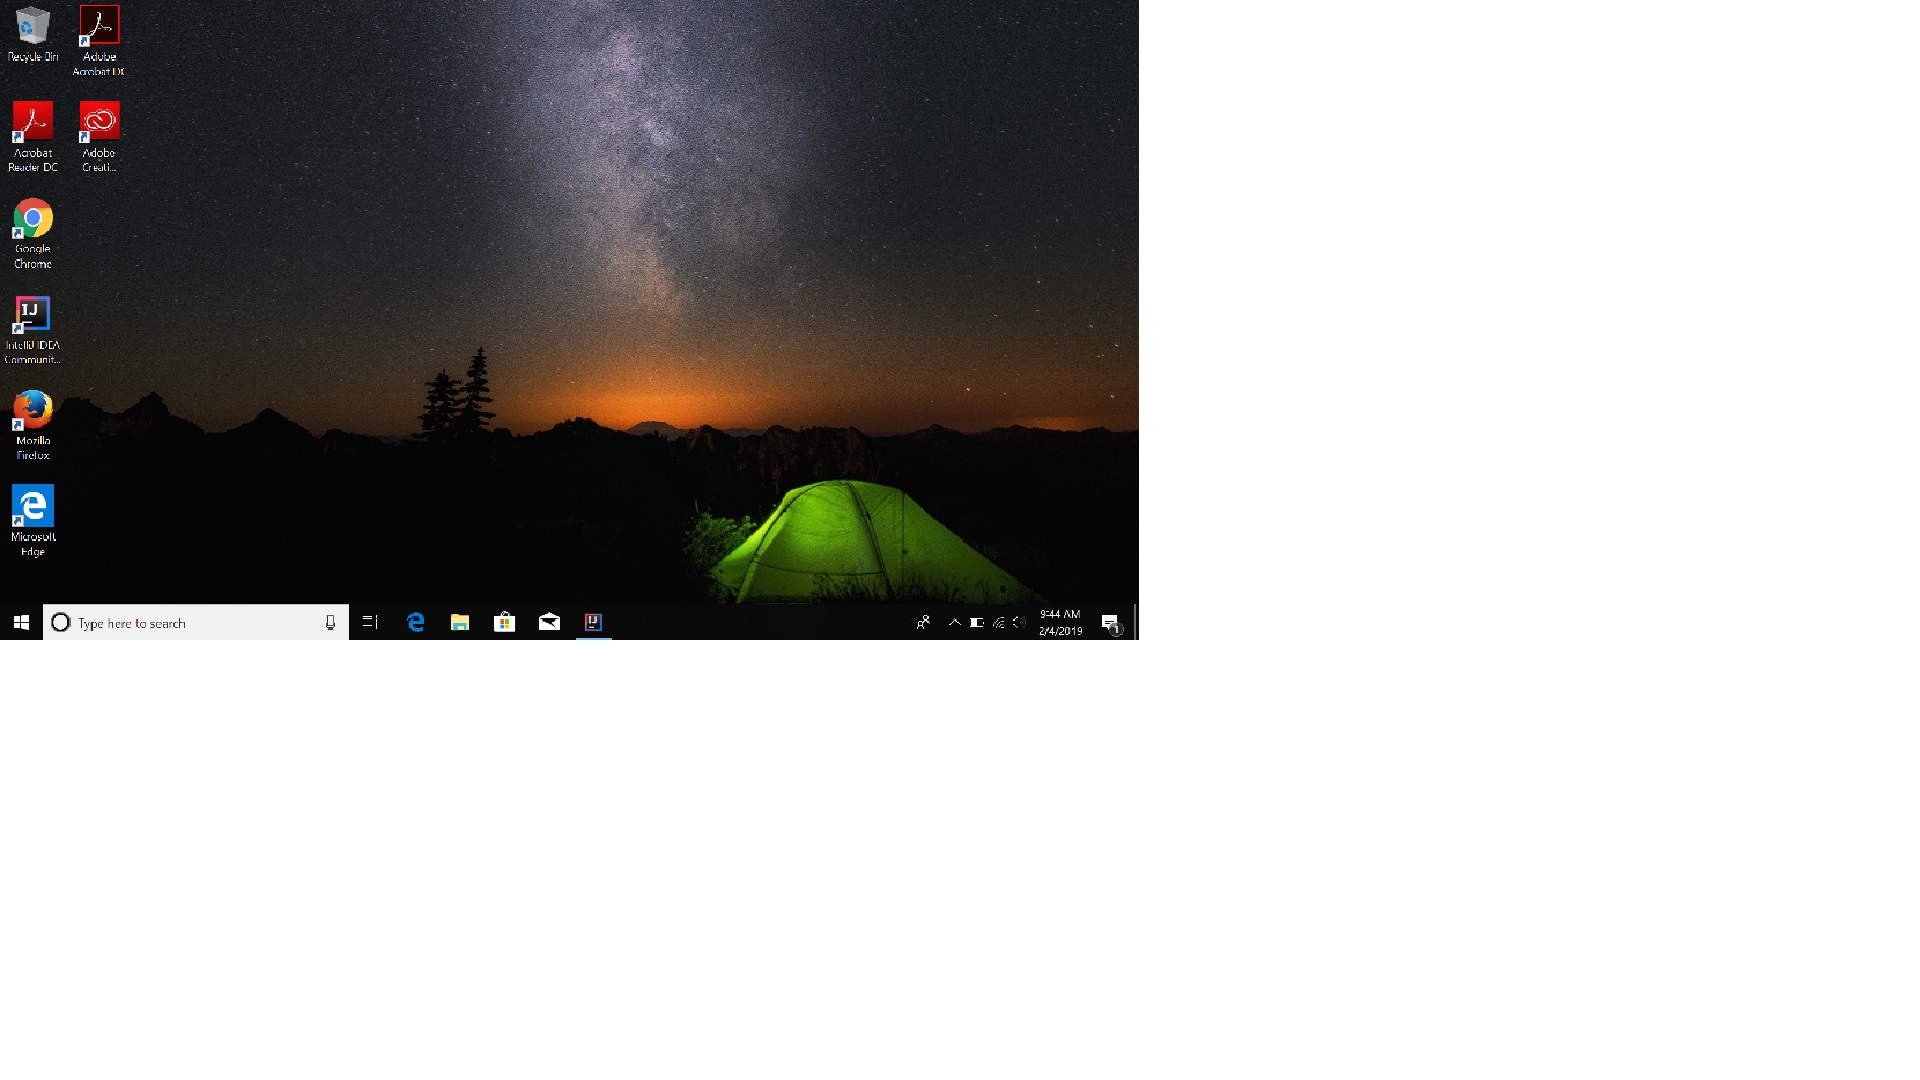 Recycle Bin
Adobe
Acrobat DC
Acrobat
Reader DC
Adobe
Creati...
Google
Chrome
IJ
IntelliJ IDEA
Communit...
Mozilla
Firefox
Microsoft
Edge
Type here to search
IJ
9:44 AM
2/4/2019
1